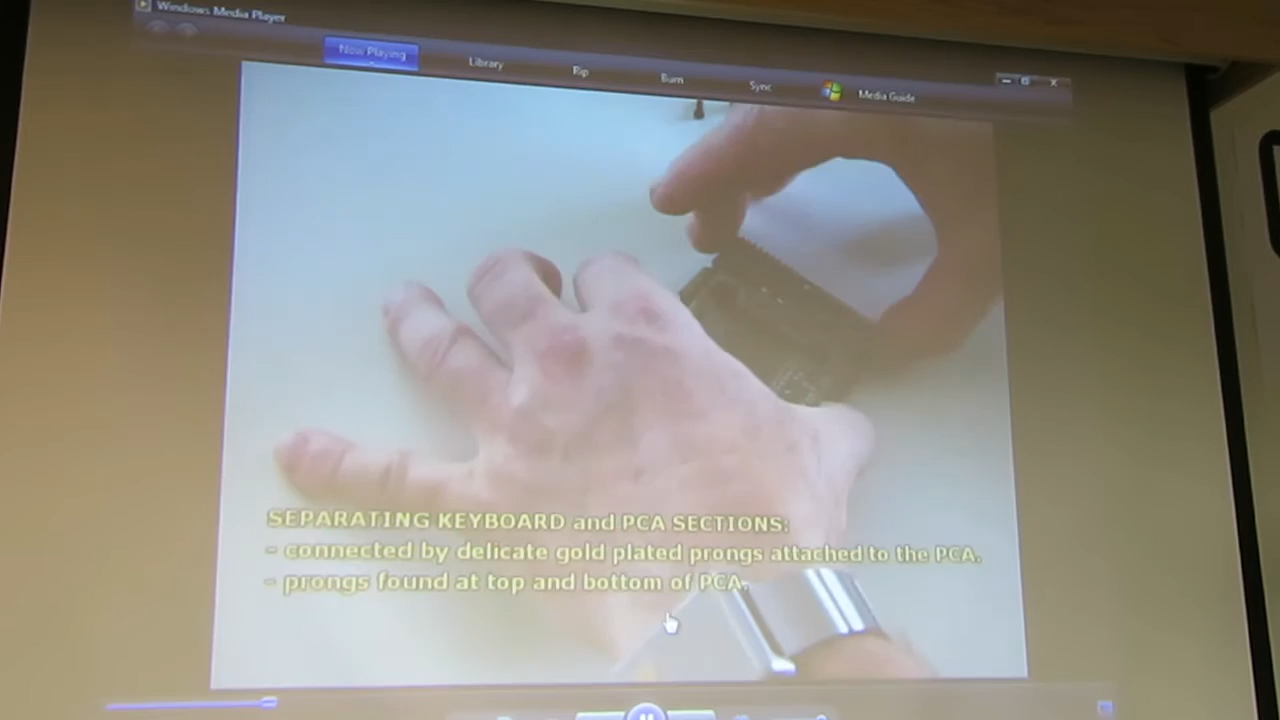 Windows Media Player
Now Playing
Library
Rip
Burn
Sync
Media Guide
SEPARATING KEYBOARD and PCA SECTIONS:
- connected by delicate gold plated prongs attached to the PCA.
- prongs found at top and bottom of PCA.